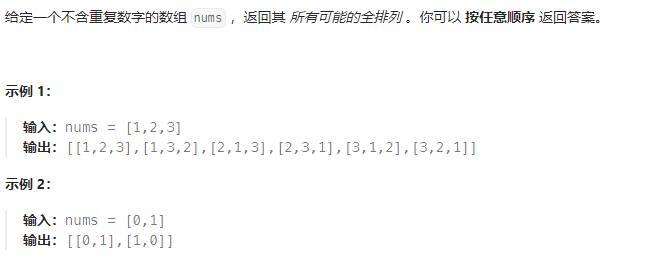 给定一个不含重复数字的数组 nums ，返回其 所有可能的全排列 。你可以 按任意顺序 返回答案。
示例 1：
输入：nums = [1,2,3]
输出：[[1,2,3],[1,3,2],[2,1,3],[2,3,1],[3,1,2],[3,2,1]]
示例 2：
输入：nums = [0,1]
输出：[[0,1],[1,0]]